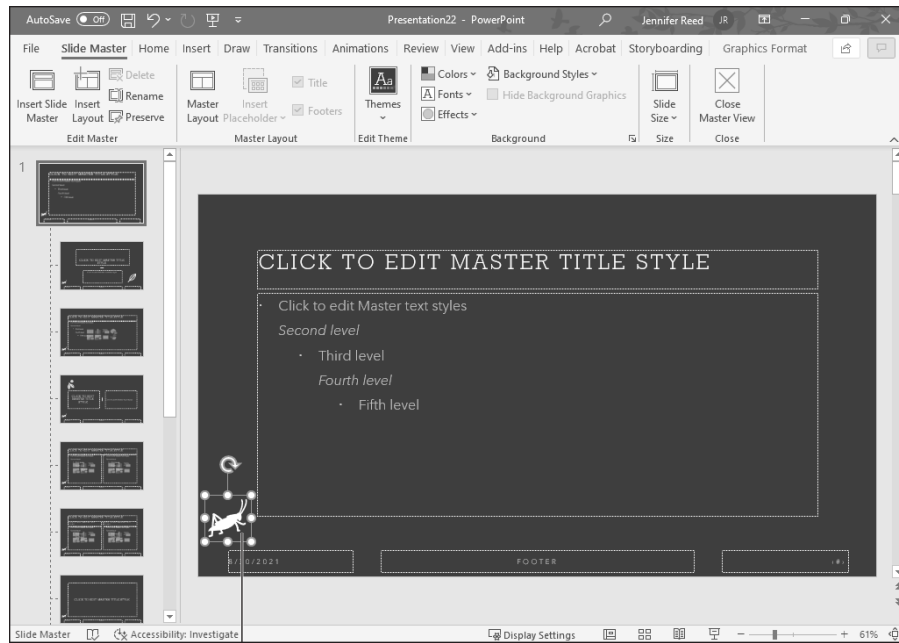 AutoSave Off Presentation22 - PowerPoint Jennifer Reed JR
File Slide Master Home Insert Draw Transitions Animations Review View Add-ins Help Acrobat Storyboarding Graphics Format
Insert Slide Master
Insert Layout
Delete
Rename
Preserve
Edit Master
Master Layout
Insert Placeholder
Title
Footers
Master Layout
Aa
Themes
Edit Theme
Colors
A Fonts
Effects
Background Styles
Hide Background Graphics
Background
Slide Size
Size
Close Master View
Close
1
CLICK TO EDIT MASTER TITLE STYLE
· Click to edit Master text styles
Second level
· Third level
Fourth level
· Fifth level
8/30/2021 FOOTER ‹#›
Slide Master Accessibility: Investigate Display Settings 61%